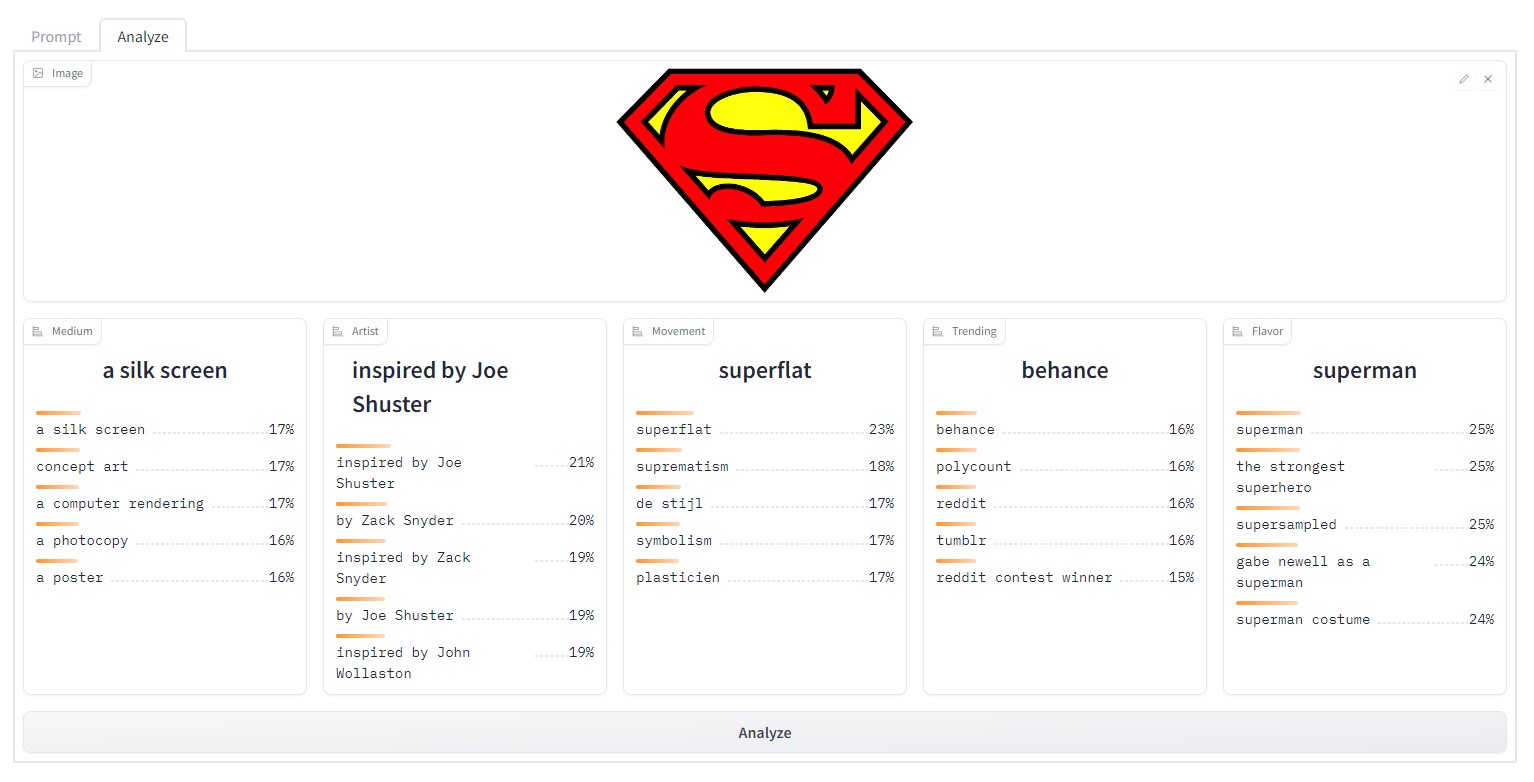 Prompt
Analyze
Image
S
Medium
a silk screen
a silk screen 17%
concept art 17%
a computer rendering 17%
a photocopy 16%
a poster 16%
Artist
inspired by Joe
Shuster
inspired by Joe 21%
Shuster
by Zack Snyder 20%
inspired by Zack 19%
Snyder
by Joe Shuster 19%
inspired by John 19%
Wollaston
Movement
superflat
superflat 23%
suprematism 18%
de stijl 17%
symbolism 17%
plasticien 17%
Trending
behance
behance 16%
polycount 16%
reddit 16%
tumblr 16%
reddit contest winner 15%
Flavor
superman
superman 25%
the strongest 25%
superhero
supersampled 25%
gabe newell as a 24%
superman
superman costume 24%
Analyze